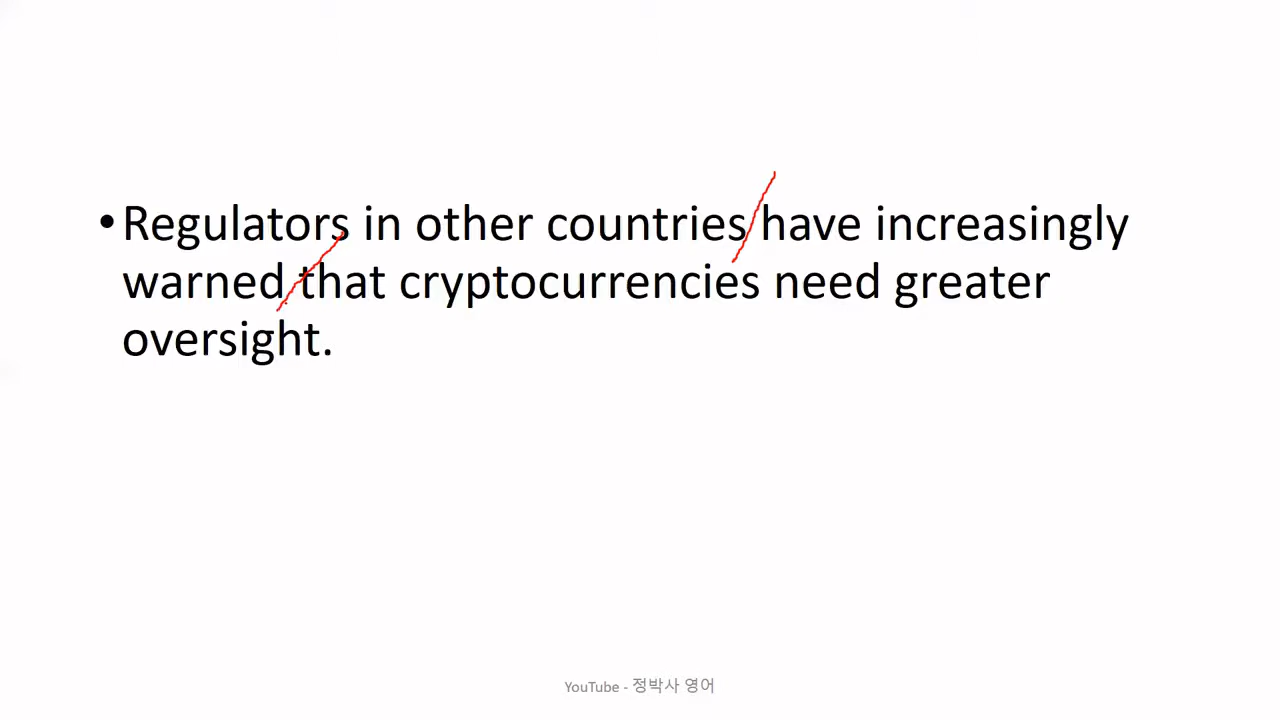 •Regulators in other countries have increasingly
warned that cryptocurrencies need greater
oversight.
YouTube - 정박사 영어